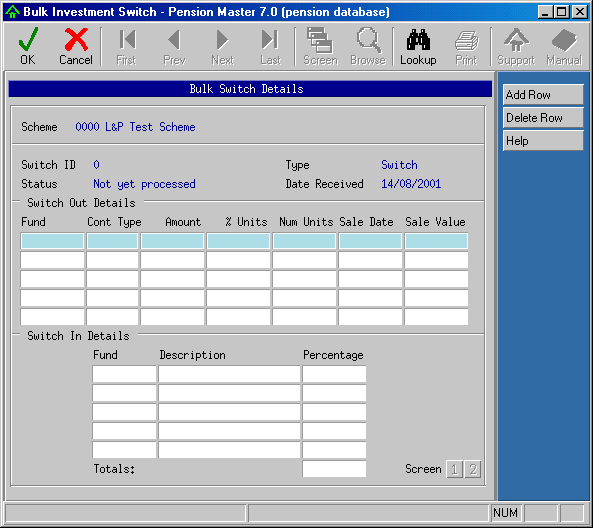 Bulk Investment Switch - Pension Master 7.0 (pension database)
OK Cancel First Prev Next Last Screen Browse Lookup Print Support Manual
Bulk Switch Details
Add Row
Delete Row
Help
Scheme 0000 L&P Test Scheme
Switch ID 0 Type Switch
Status Not yet processed Date Received 14/08/2001
Switch Out Details
Fund Cont Type Amount % Units Num Units Sale Date Sale Value
Switch In Details
Fund Description Percentage
Totals: Screen 1 2
NUM